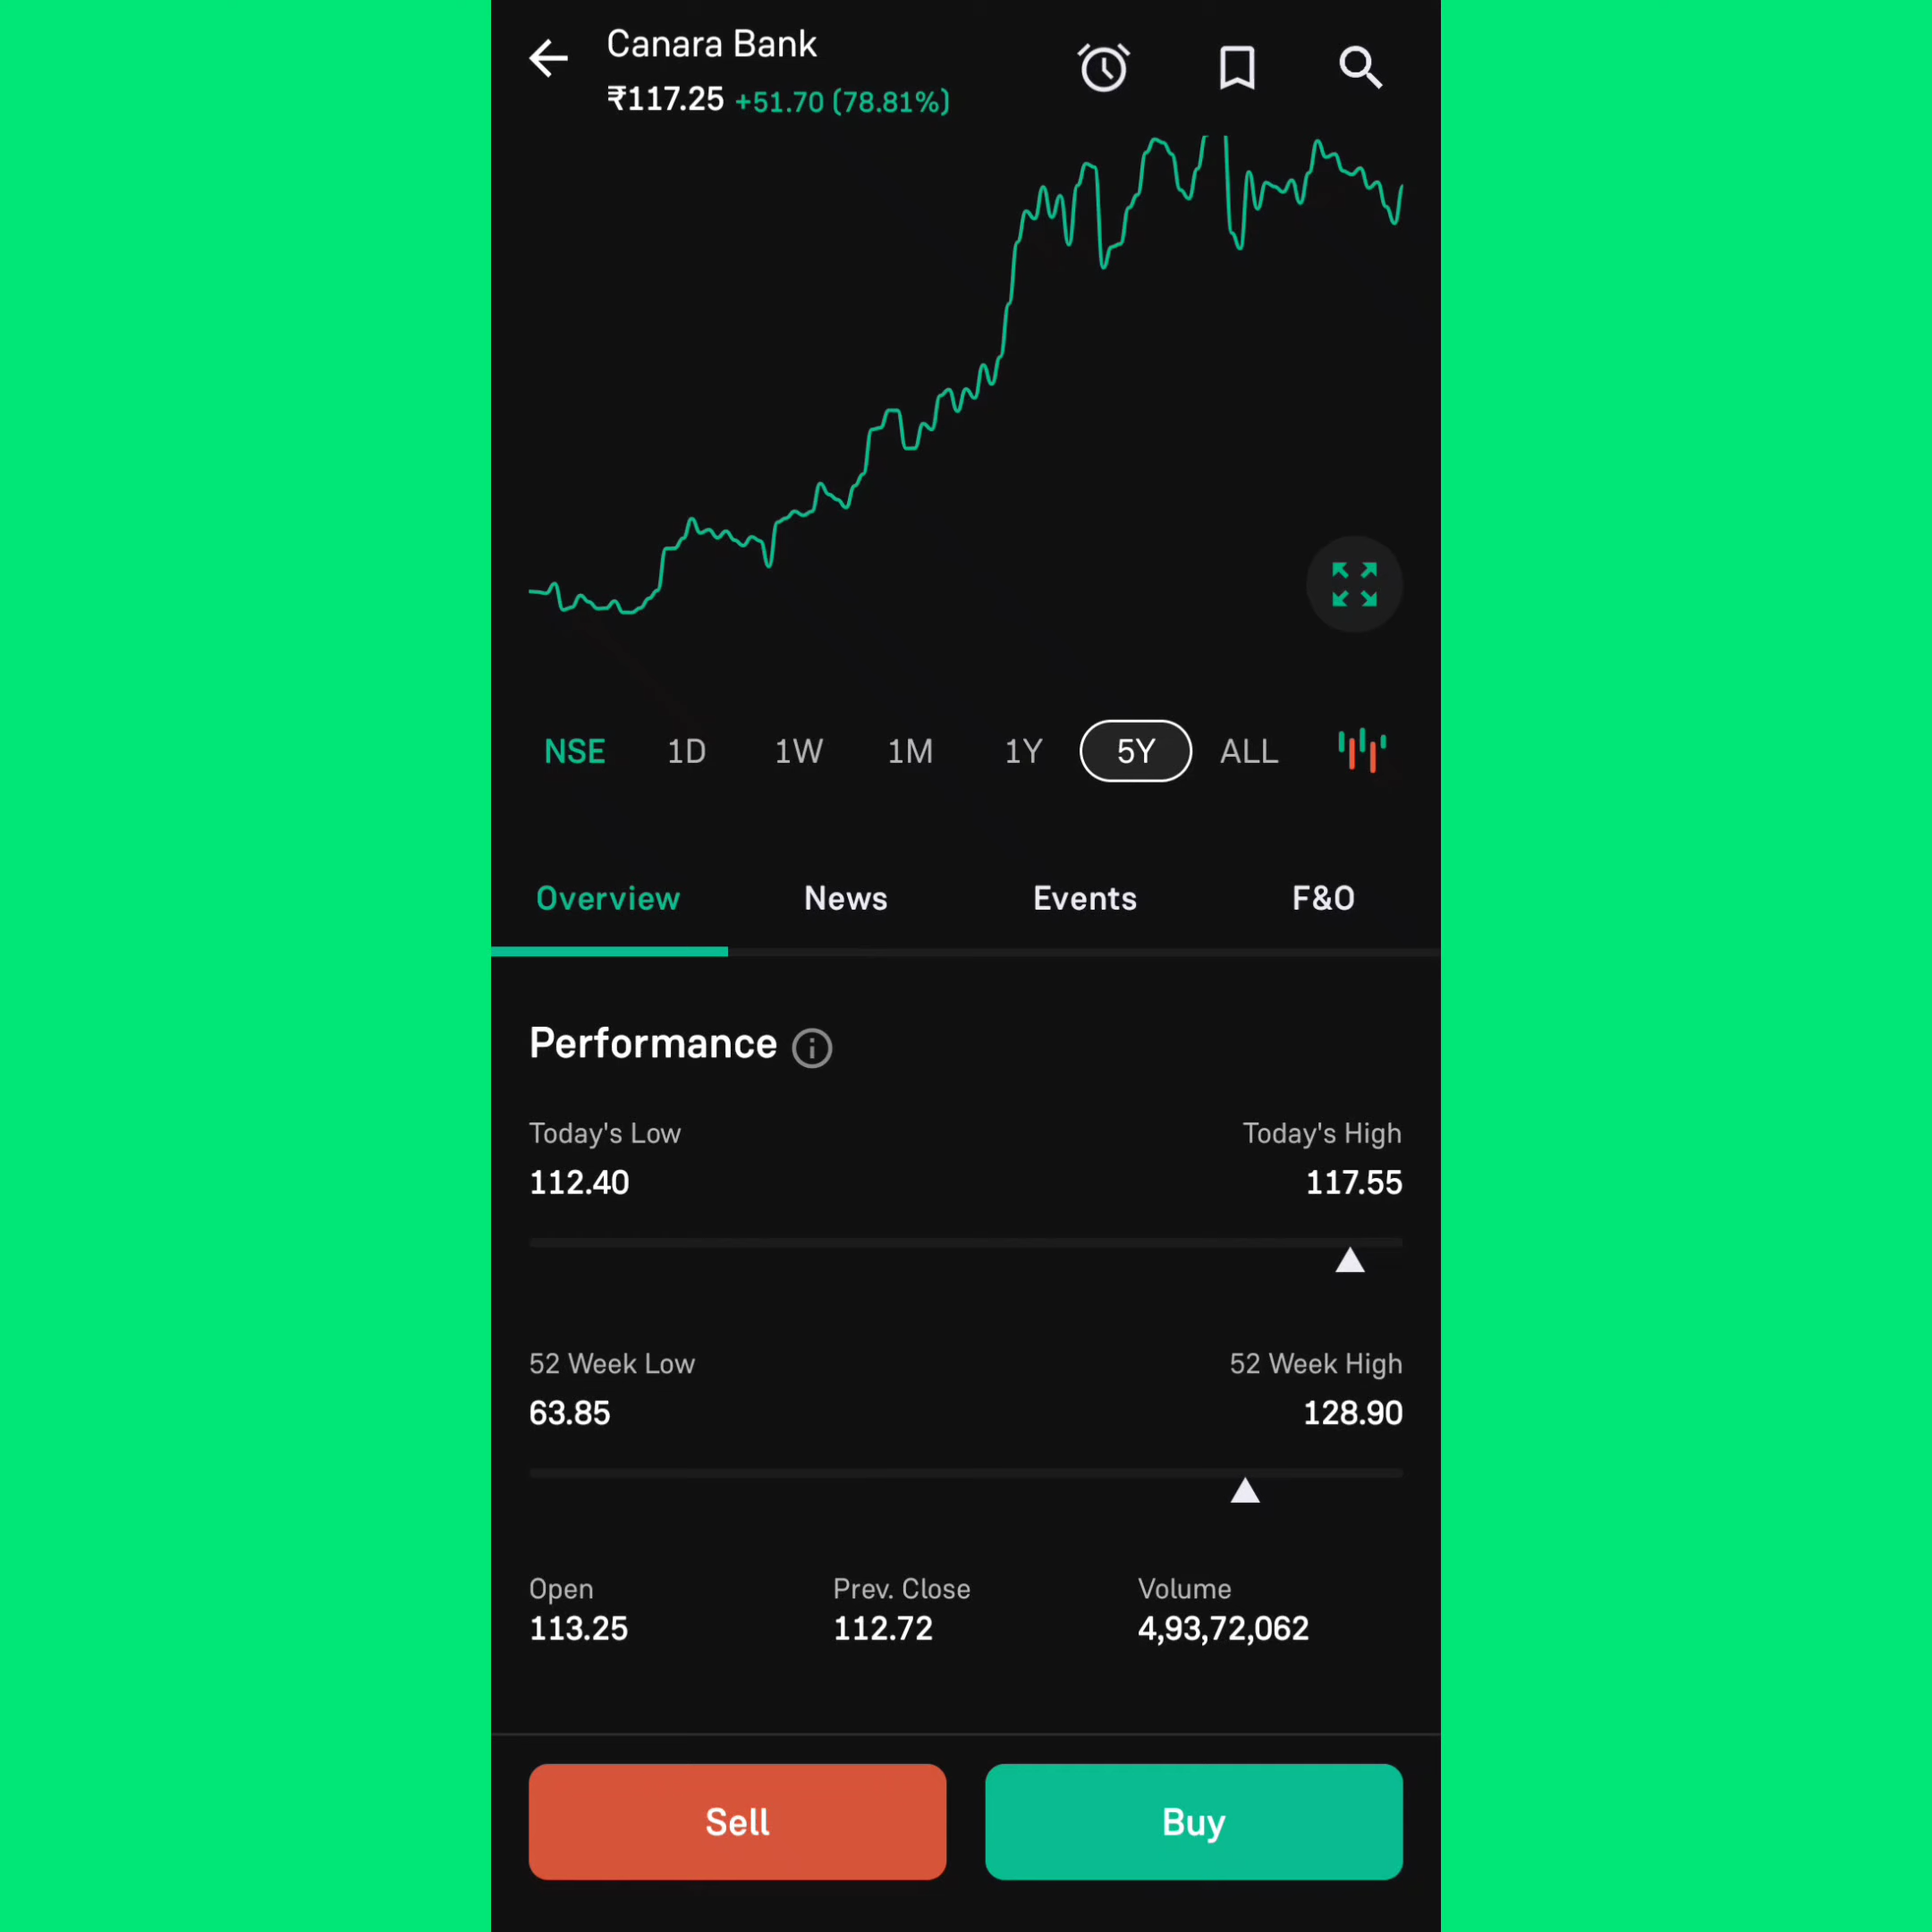 Canara Bank
₹117.25 +51.70 (78.81%)
NSE 1D 1W 1M 1Y 5Y ALL
Overview News Events F&O
Performance
Today's Low Today's High
112.40 117.55
52 Week Low 52 Week High
63.85 128.90
Open Prev. Close Volume
113.25 112.72 4,93,72,062
Sell Buy